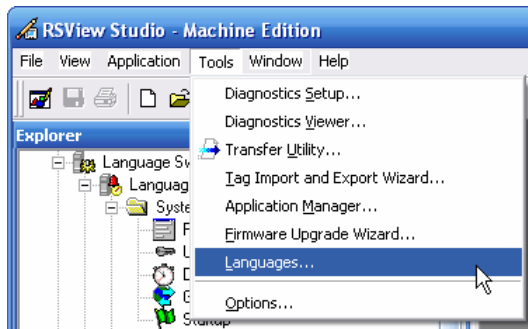 RSView Studio - Machine Edition
File View Application Tools Window Help
Diagnostics Setup...
Diagnostics Viewer...
Explorer
Transfer Utility...
Language Sw
Tag Import and Export Wizard...
Languag
Application Manager...
Syste
Firmware Upgrade Wizard...
Languages...
Options...
Startup